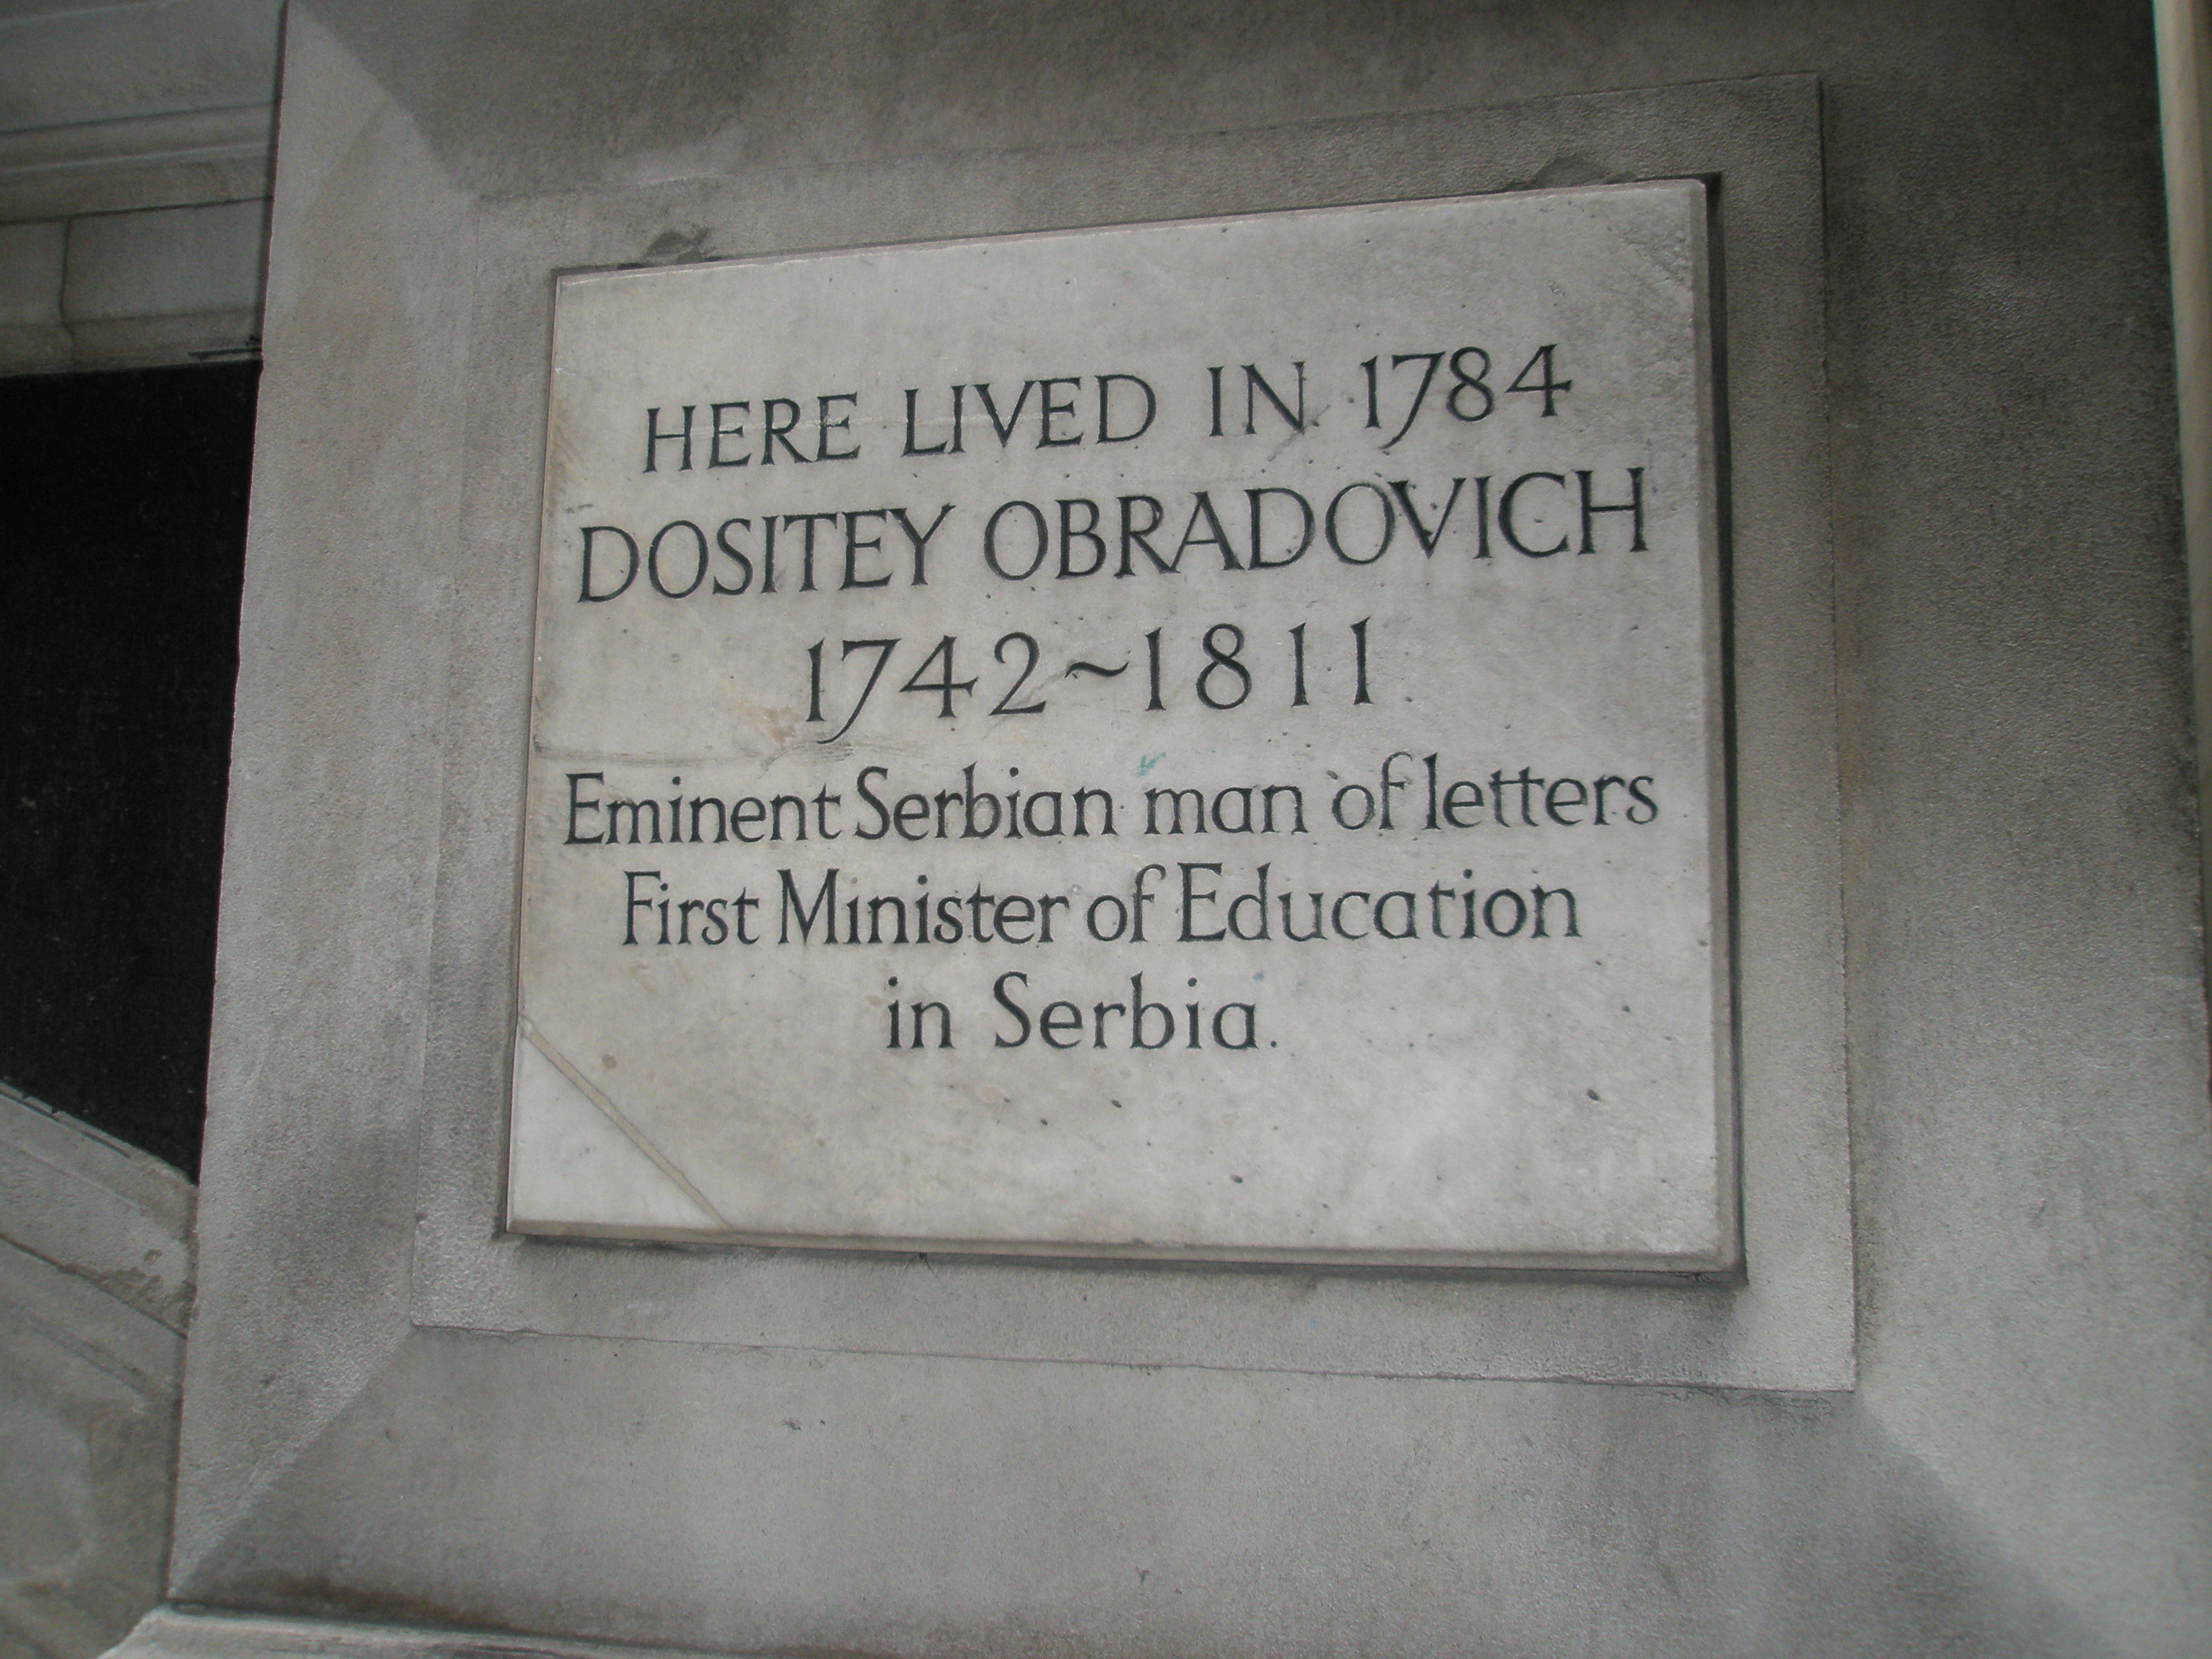 HERE LIVED IN 1784
DOSITEY OBRADOVICH
1742~1811
Eminent Serbian man of letters
First Minister of Education
in Serbia.